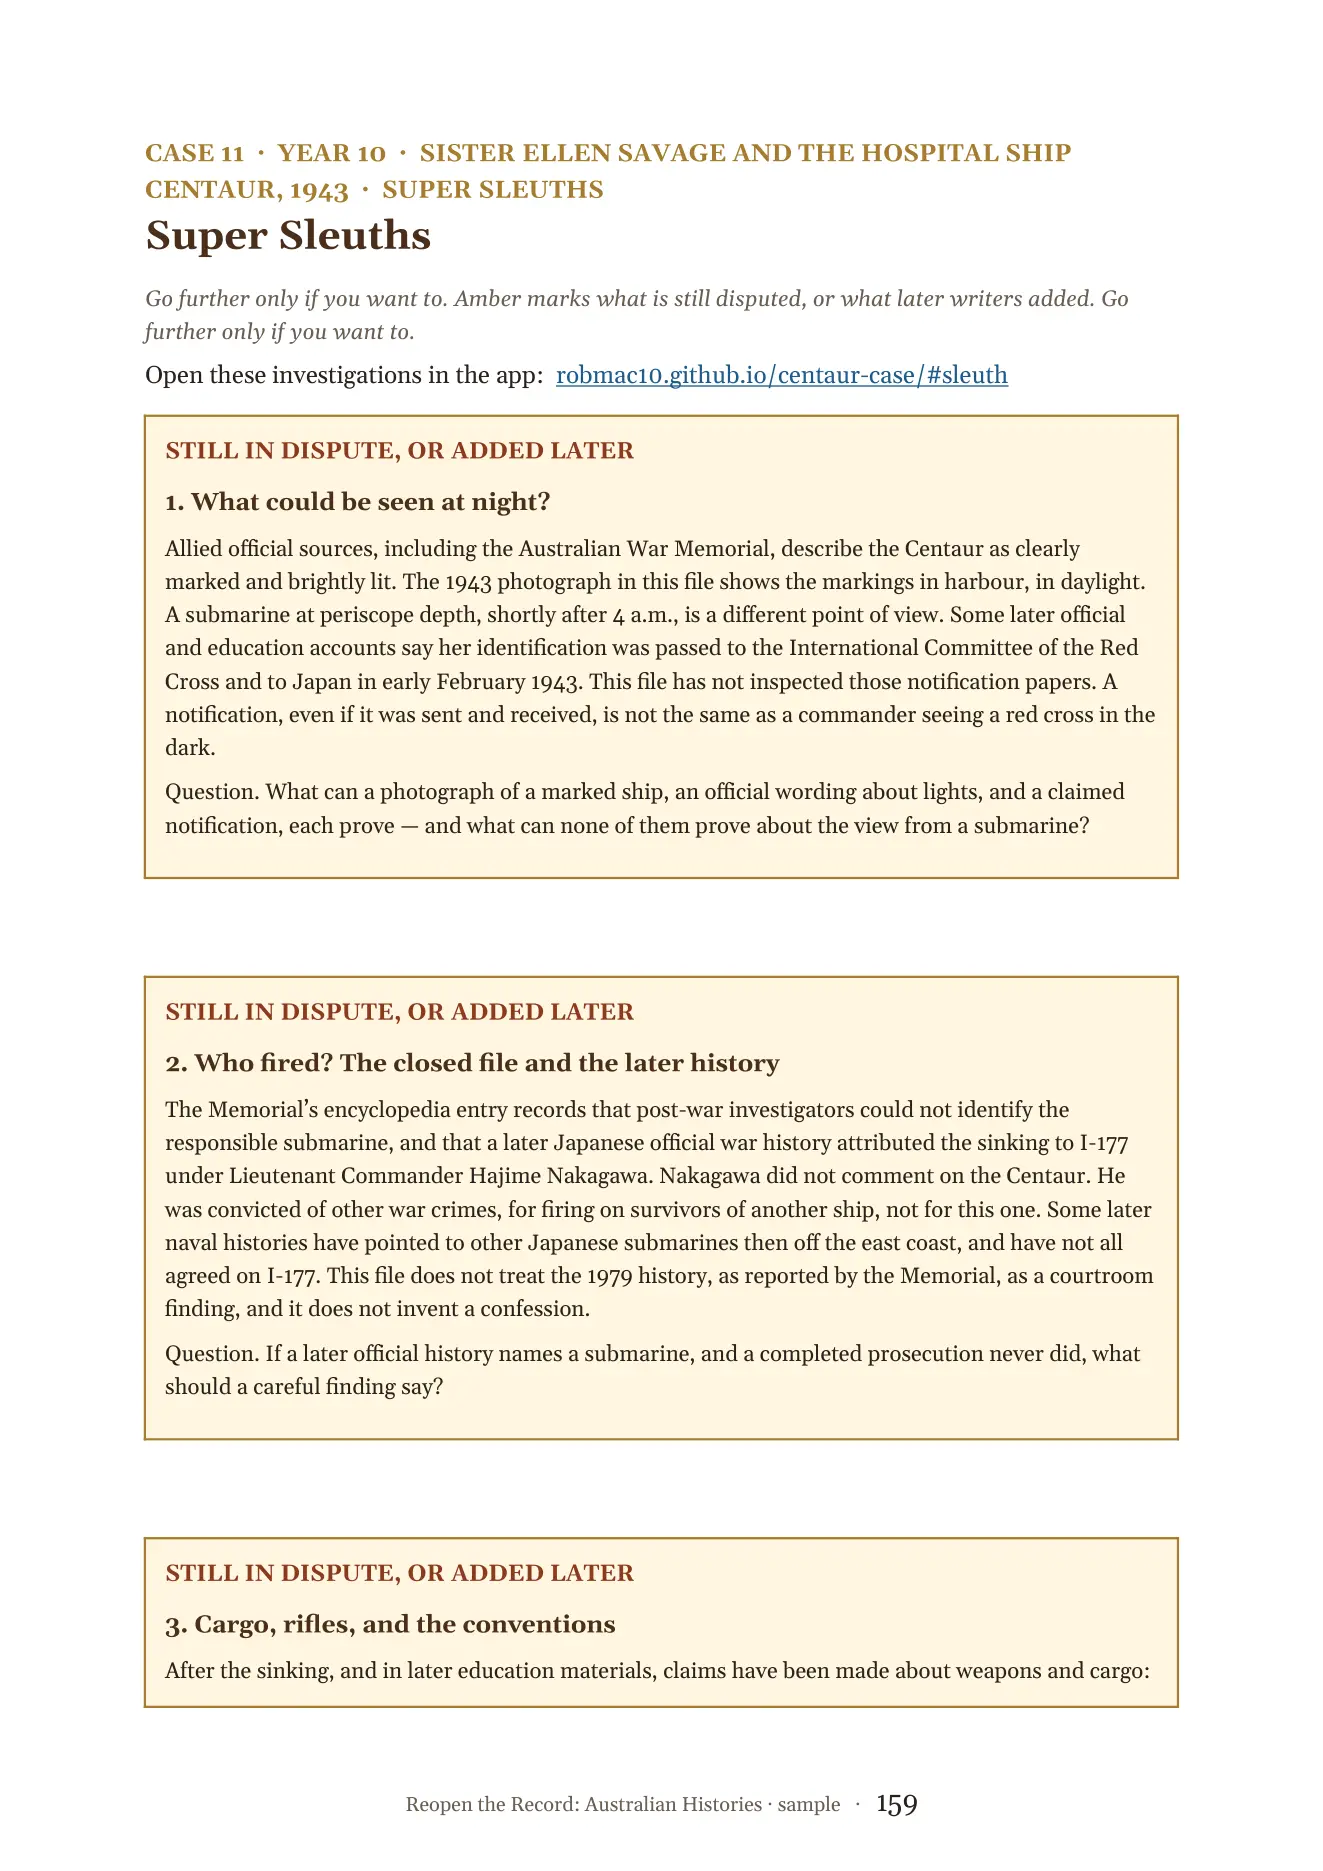 CASE 11 · YEAR 10 · SISTER ELLEN SAVAGE AND THE HOSPITAL SHIP
CENTAUR, 1943 · SUPER SLEUTHS
Super Sleuths
Go further only if you want to. Amber marks what is still disputed, or what later writers added. Go
further only if you want to.
Open these investigations in the app: robmac10.github.io/centaur-case/#sleuth
STILL IN DISPUTE, OR ADDED LATER
1. What could be seen at night?
Allied official sources, including the Australian War Memorial, describe the Centaur as clearly
marked and brightly lit. The 1943 photograph in this file shows the markings in harbour, in daylight.
A submarine at periscope depth, shortly after 4 a.m., is a different point of view. Some later official
and education accounts say her identification was passed to the International Committee of the Red
Cross and to Japan in early February 1943. This file has not inspected those notification papers. A
notification, even if it was sent and received, is not the same as a commander seeing a red cross in the
dark.
Question. What can a photograph of a marked ship, an official wording about lights, and a claimed
notification, each prove — and what can none of them prove about the view from a submarine?
STILL IN DISPUTE, OR ADDED LATER
2. Who fired? The closed file and the later history
The Memorial's encyclopedia entry records that post-war investigators could not identify the
responsible submarine, and that a later Japanese official war history attributed the sinking to I-177
under Lieutenant Commander Hajime Nakagawa. Nakagawa did not comment on the Centaur. He
was convicted of other war crimes, for firing on survivors of another ship, not for this one. Some later
naval histories have pointed to other Japanese submarines then off the east coast, and have not all
agreed on I-177. This file does not treat the 1979 history, as reported by the Memorial, as a courtroom
finding, and it does not invent a confession.
Question. If a later official history names a submarine, and a completed prosecution never did, what
should a careful finding say?
STILL IN DISPUTE, OR ADDED LATER
3. Cargo, rifles, and the conventions
After the sinking, and in later education materials, claims have been made about weapons and cargo:
Reopen the Record: Australian Histories · sample · 159